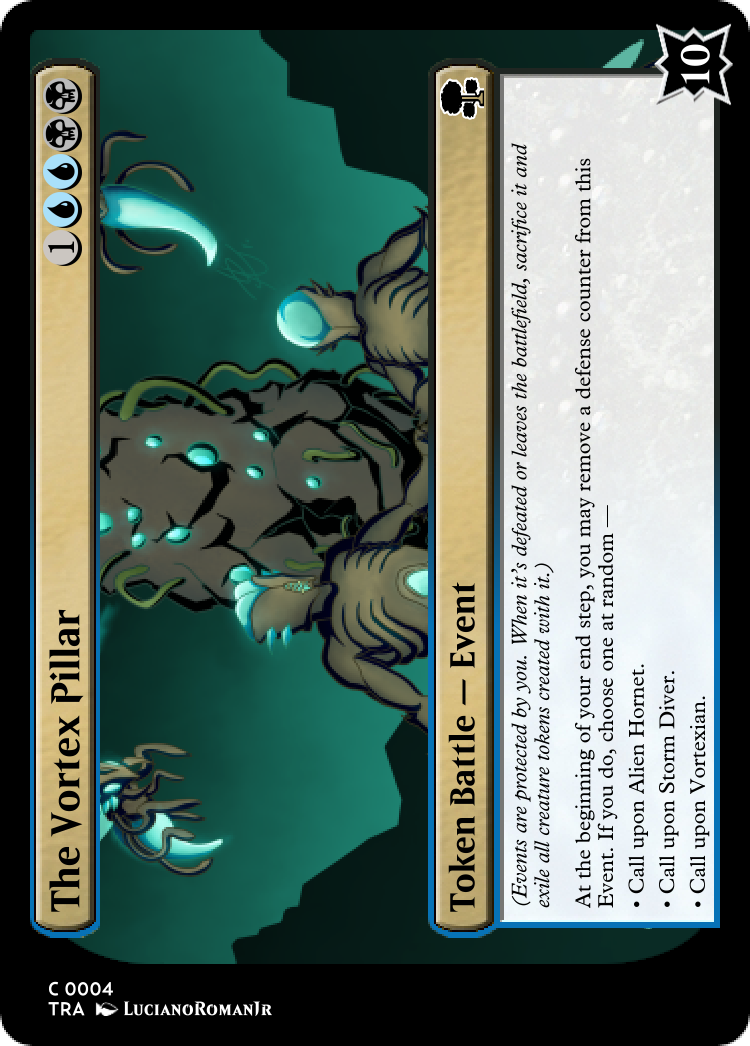 The Vortex Pillar
1
Token Battle — Event
10
(Events are protected by you. When it's defeated or leaves the battlefield, sacrifice it and
exile all creature tokens created with it.)
At the beginning of your end step, you may remove a defense counter from this
Event. If you do, choose one at random —
• Call upon Alien Hornet.
• Call upon Storm Diver.
• Call upon Vortexian.
C 0004
TRA LucianoRomanJr